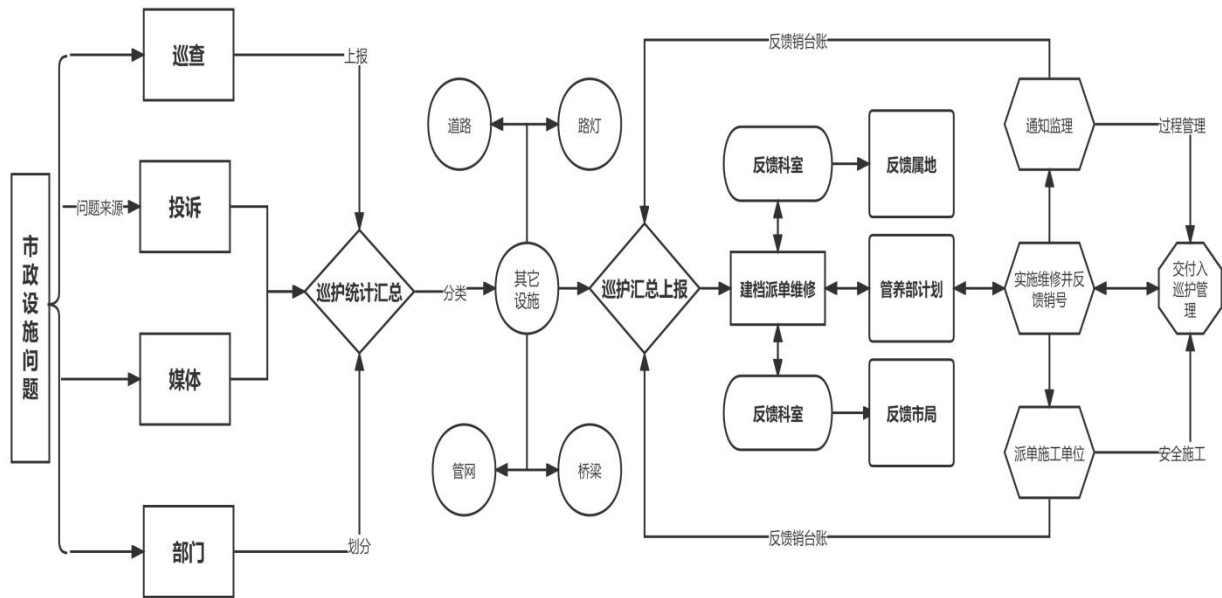 市政设施问题
问题来源
巡查
投诉
媒体
部门
上报
划分
巡护统计汇总
分类
道路
路灯
其它
设施
管网
桥梁
反馈销台账
巡护汇总上报
反馈科室
反馈属地
建档派单维修
管养部计划
反馈科室
反馈市局
反馈销台账
通知监理
过程管理
实施维修并反
馈销号
交付入
巡护管
理
派单施工单位
安全施工